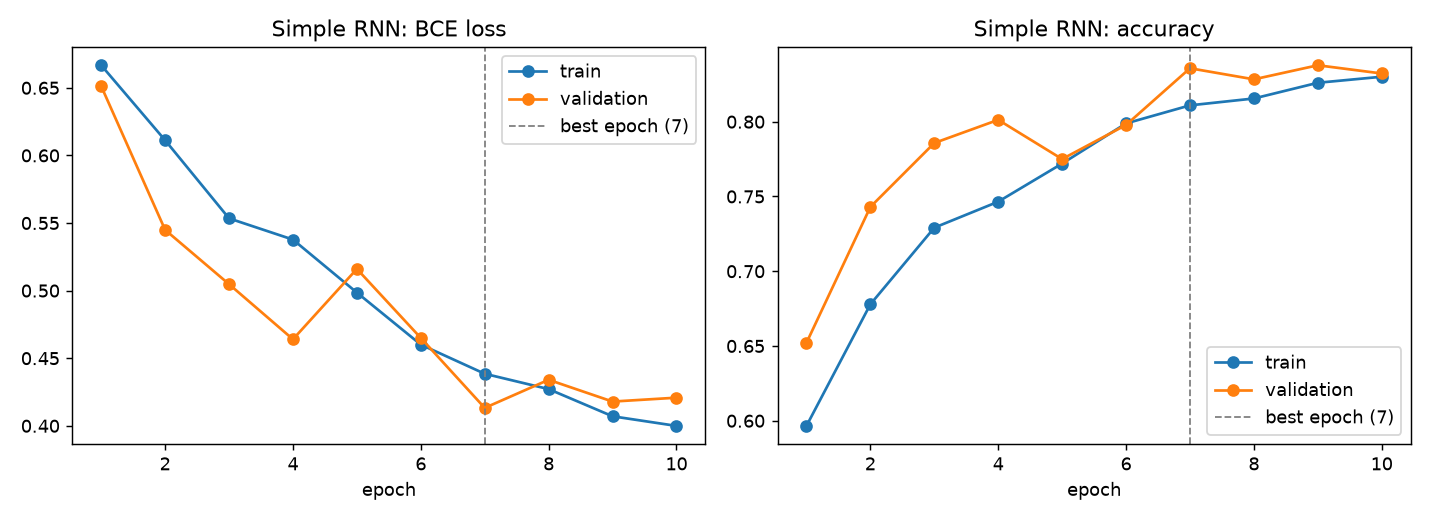 Simple RNN: BCE loss
0.65
0.60
0.55
0.50
0.45
0.40
train
validation
best epoch (7)
2 4 6 8 10
epoch
Simple RNN: accuracy
0.80
0.75
0.70
0.65
0.60
train
validation
best epoch (7)
2 4 6 8 10
epoch